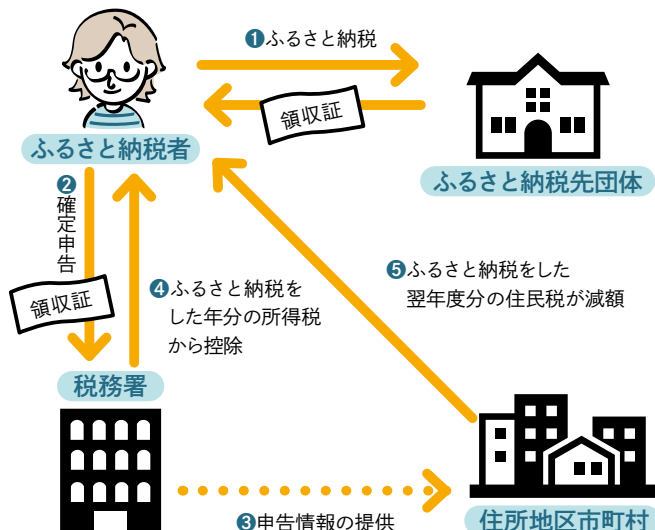 ❶ふるさと納税
領収証
ふるさと納税者
ふるさと納税先団体
❷確定申告
領収証
❹ふるさと納税を
した年分の所得税
から控除
❺ふるさと納税をした
翌年度分の住民税が減額
税務署
❸申告情報の提供
住所地区市町村